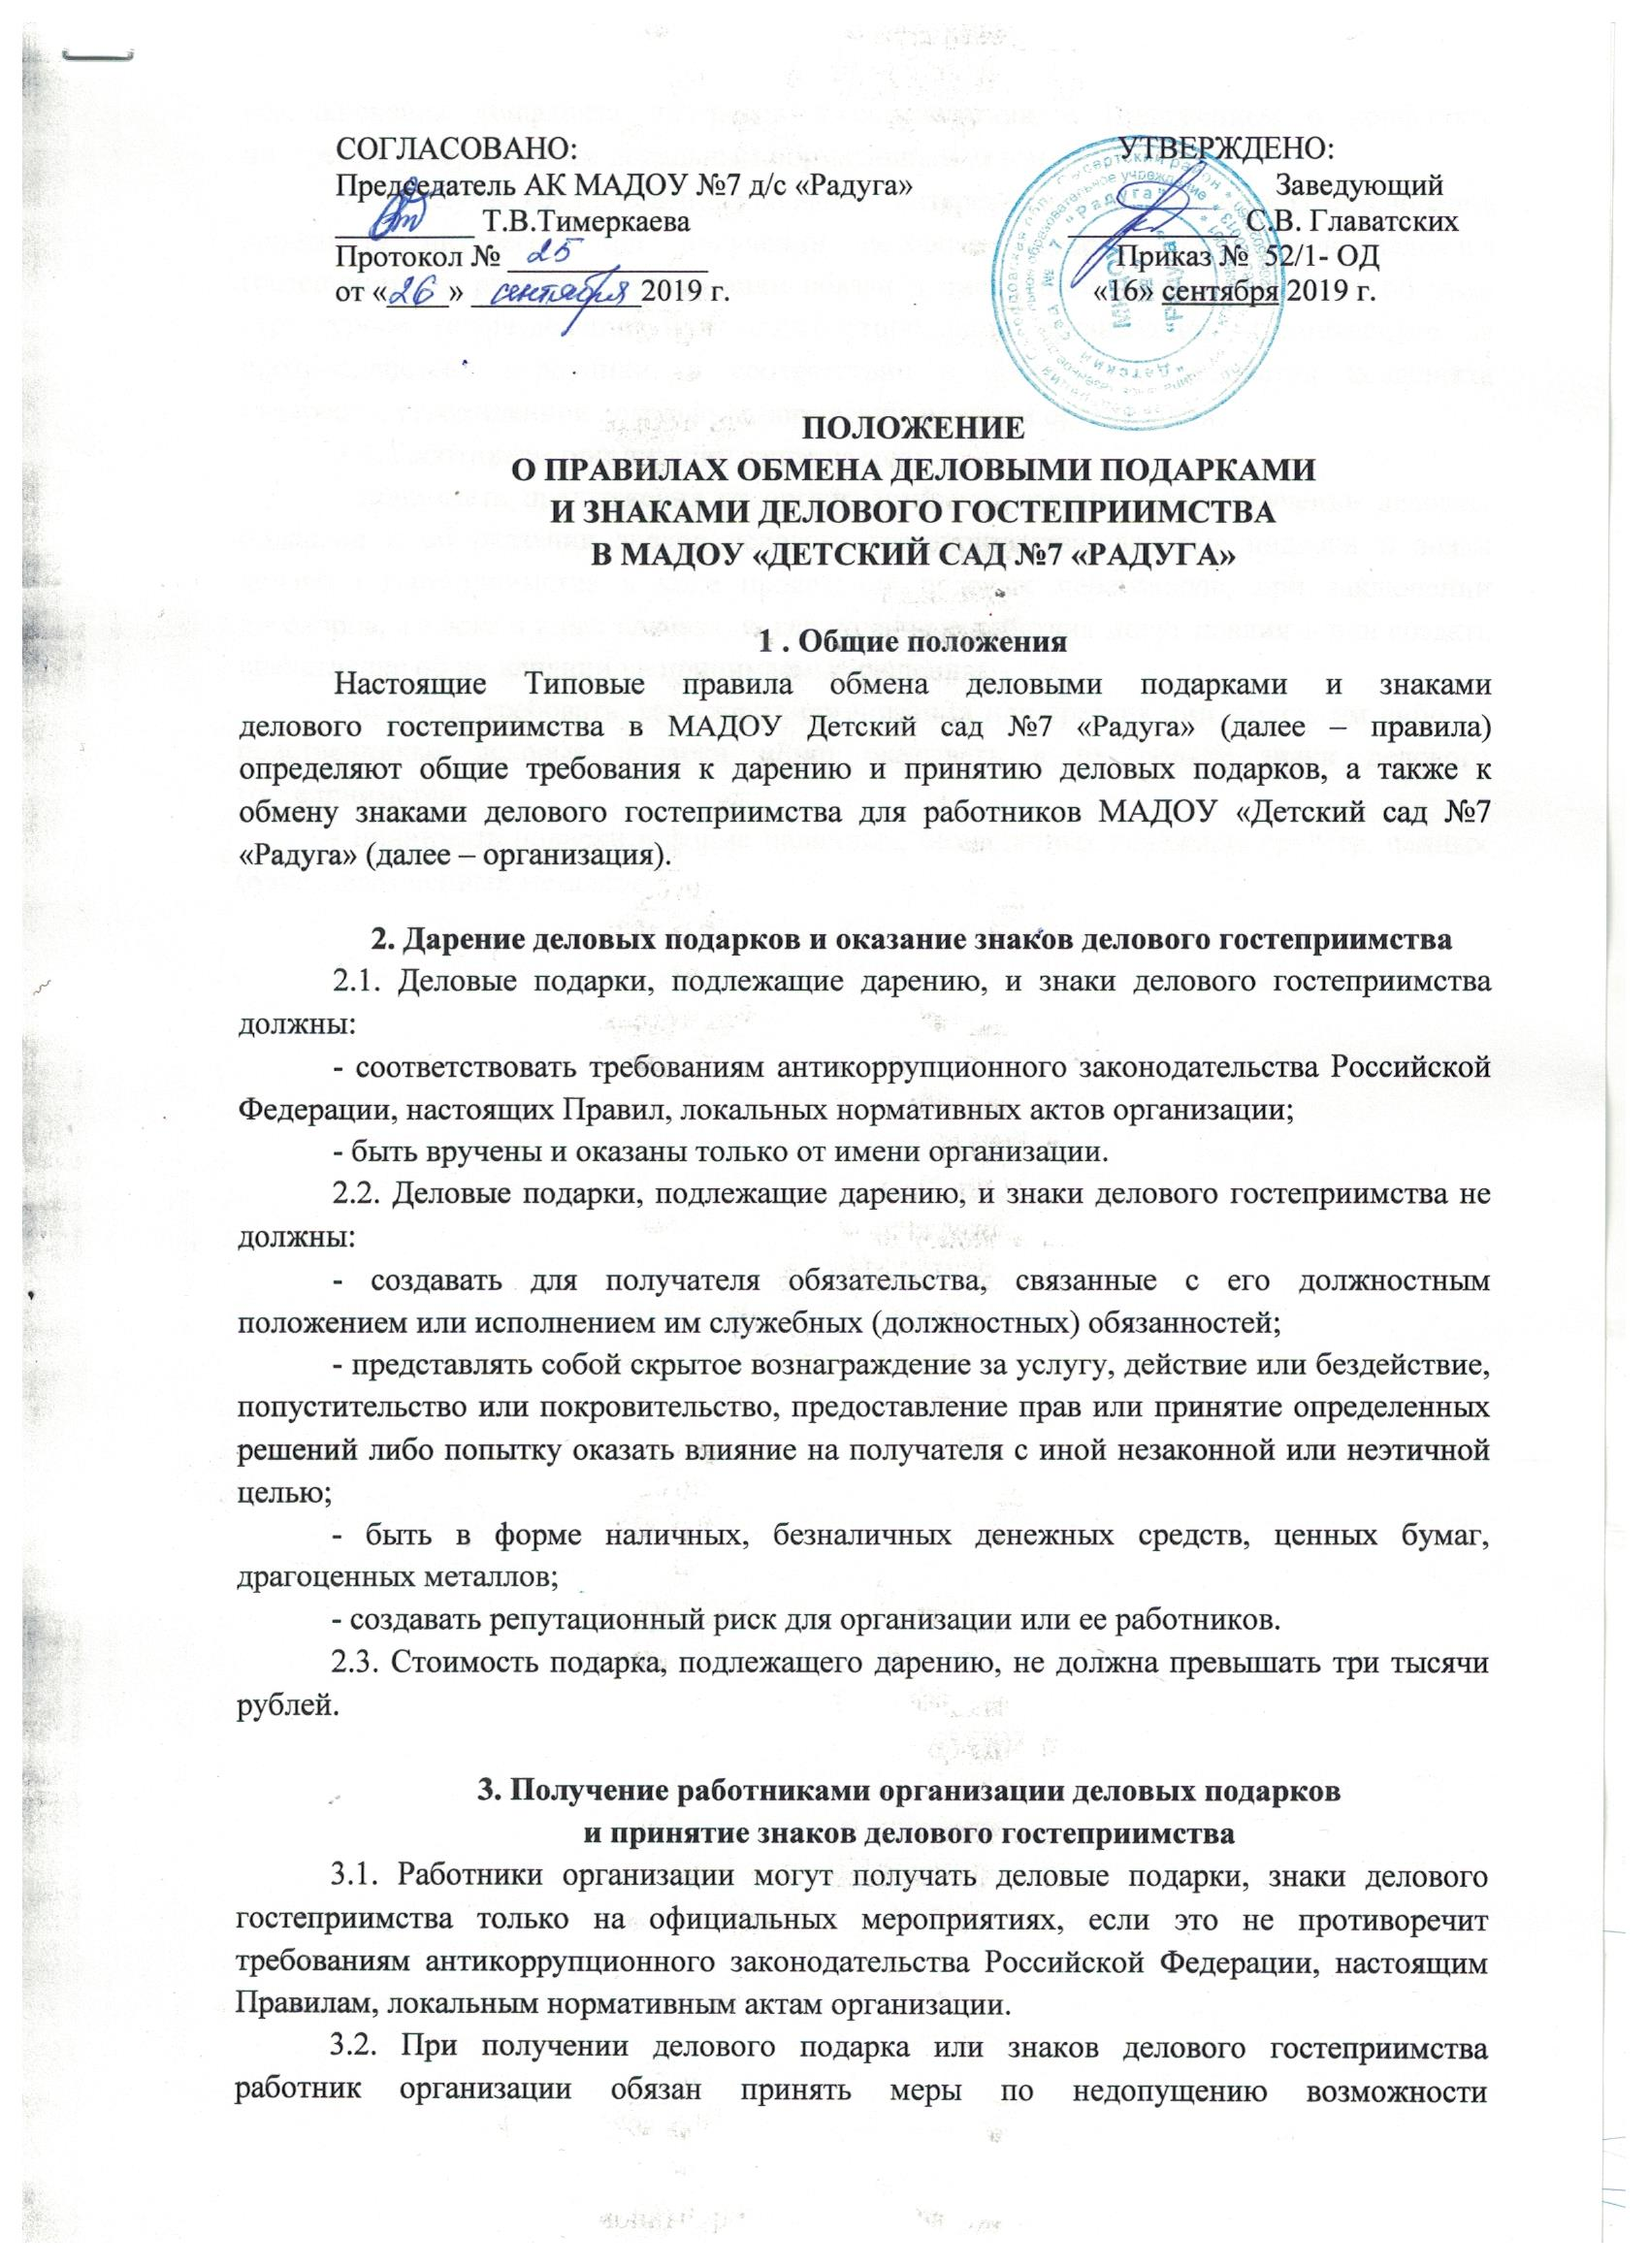 СОГЛАСОВАНО:
Председатель АК МАДОУ №7 д/с «Радуга»
_________ Т.В.Тимеркаева
Протокол № 25
от «26» сентября 2019 г.
УТВЕРЖДЕНО:
Заведующий
___________ С.В. Главатских
Приказ № 52/1- ОД
«16» сентября 2019 г.
ПОЛОЖЕНИЕ
О ПРАВИЛАХ ОБМЕНА ДЕЛОВЫМИ ПОДАРКАМИ
И ЗНАКАМИ ДЕЛОВОГО ГОСТЕПРИИМСТВА
В МАДОУ «ДЕТСКИЙ САД №7 «РАДУГА»
1 . Общие положения
Настоящие Типовые правила обмена деловыми подарками и знаками
делового гостеприимства в МАДОУ Детский сад №7 «Радуга» (далее – правила)
определяют общие требования к дарению и принятию деловых подарков, а также к
обмену знаками делового гостеприимства для работников МАДОУ «Детский сад №7
«Радуга» (далее – организация).
2. Дарение деловых подарков и оказание знаков делового гостеприимства
2.1. Деловые подарки, подлежащие дарению, и знаки делового гостеприимства
должны:
- соответствовать требованиям антикоррупционного законодательства Российской
Федерации, настоящих Правил, локальных нормативных актов организации;
- быть вручены и оказаны только от имени организации.
2.2. Деловые подарки, подлежащие дарению, и знаки делового гостеприимства не
должны:
- создавать для получателя обязательства, связанные с его должностным
положением или исполнением им служебных (должностных) обязанностей;
- представлять собой скрытое вознаграждение за услугу, действие или бездействие,
попустительство или покровительство, предоставление прав или принятие определенных
решений либо попытку оказать влияние на получателя с иной незаконной или неэтичной
целью;
- быть в форме наличных, безналичных денежных средств, ценных бумаг,
драгоценных металлов;
- создавать репутационный риск для организации или ее работников.
2.3. Стоимость подарка, подлежащего дарению, не должна превышать три тысячи
рублей.
3. Получение работниками организации деловых подарков
и принятие знаков делового гостеприимства
3.1. Работники организации могут получать деловые подарки, знаки делового
гостеприимства только на официальных мероприятиях, если это не противоречит
требованиям антикоррупционного законодательства Российской Федерации, настоящим
Правилам, локальным нормативным актам организации.
3.2. При получении делового подарка или знаков делового гостеприимства
работник организации обязан принять меры по недопущению возможности